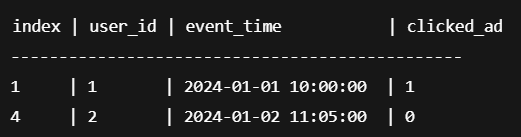 index | user_id | event_time          | clicked_ad
--------------------------------------------------
1     | 1       | 2024-01-01 10:00:00  | 1
4     | 2       | 2024-01-02 11:05:00  | 0